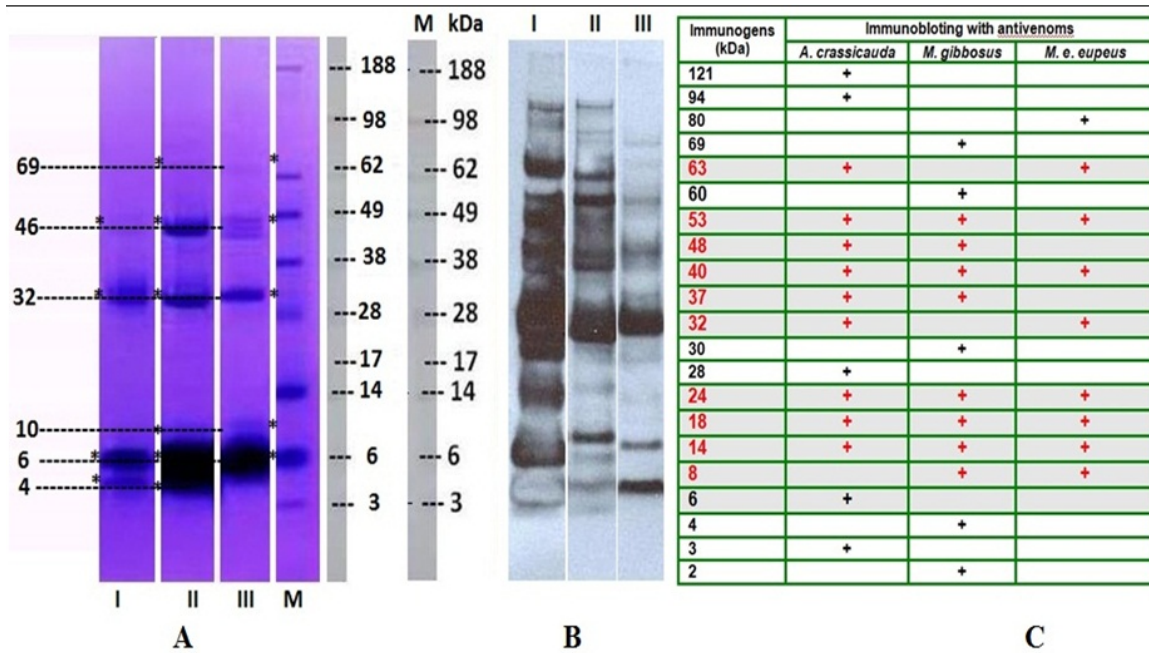 I II III
M kDa
188
98
62
49
38
28
17
14
6
3
69
46
32
10
6
4
* * *
* * *
* * *
*
* * *
* *
I II III M
A
188
98
62
49
38
28
17
14
6
3
B
Immunogens (kDa) Immunobloting with antivenoms
A. crassicauda M. gibbosus M. e. eupeus
121 +
94 +
80 +
69 +
63 + +
60 +
53 + + +
48 + +
40 + + +
37 + +
32 + +
30 +
28 +
24 + + +
18 + + +
14 + + +
8 + +
6 +
4 +
3 +
2 +
C